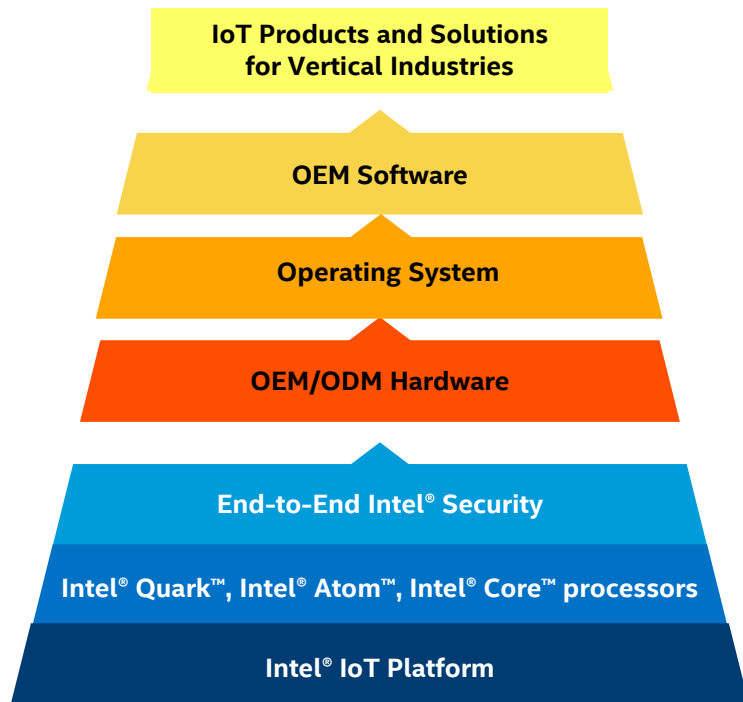 IoT Products and Solutions
for Vertical Industries
OEM Software
Operating System
OEM/ODM Hardware
End-to-End Intel® Security
Intel® Quark™, Intel® Atom™, Intel® Core™ processors
Intel® IoT Platform